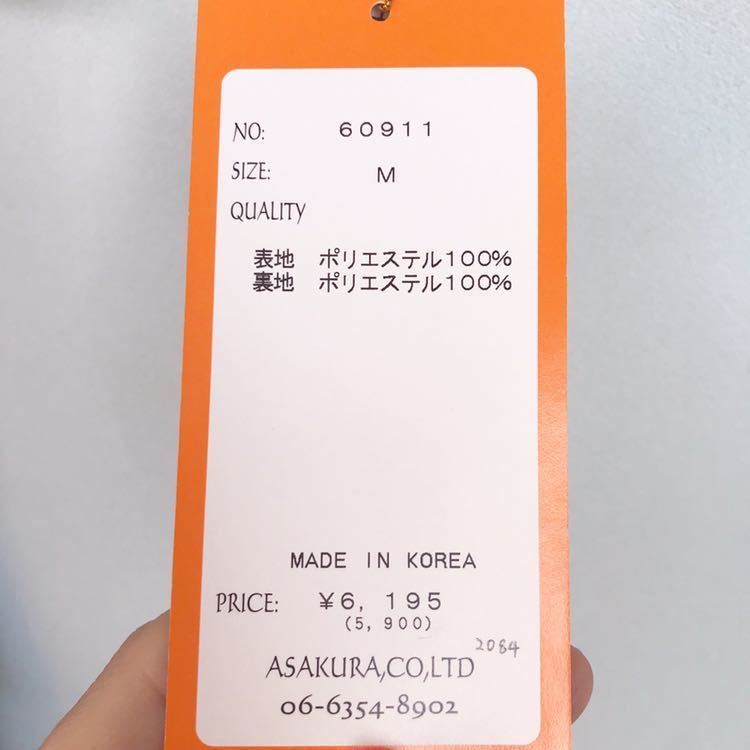 NO: 60911
SIZE: M
QUALITY
表地 ポリエステル100%
裏地 ポリエステル100%
MADE IN KOREA
PRICE: ¥6,195
(5,900)
2084
ASAKURA,CO,LTD
06-6354-8902